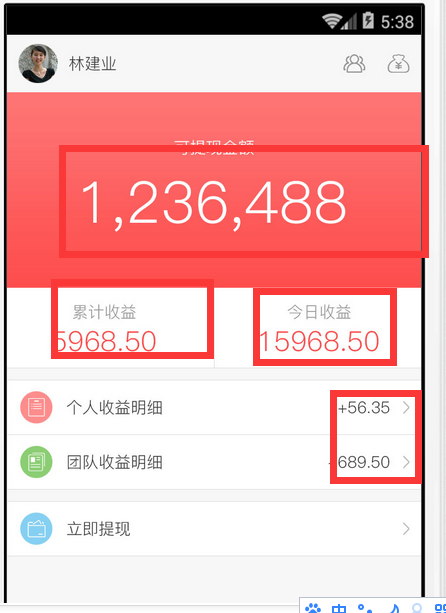 5:38
林建业
可提现金额
1,236,488
累计收益
今日收益
5968.50
15968.50
个人收益明细
+56.35
团队收益明细
689.50
立即提现
中